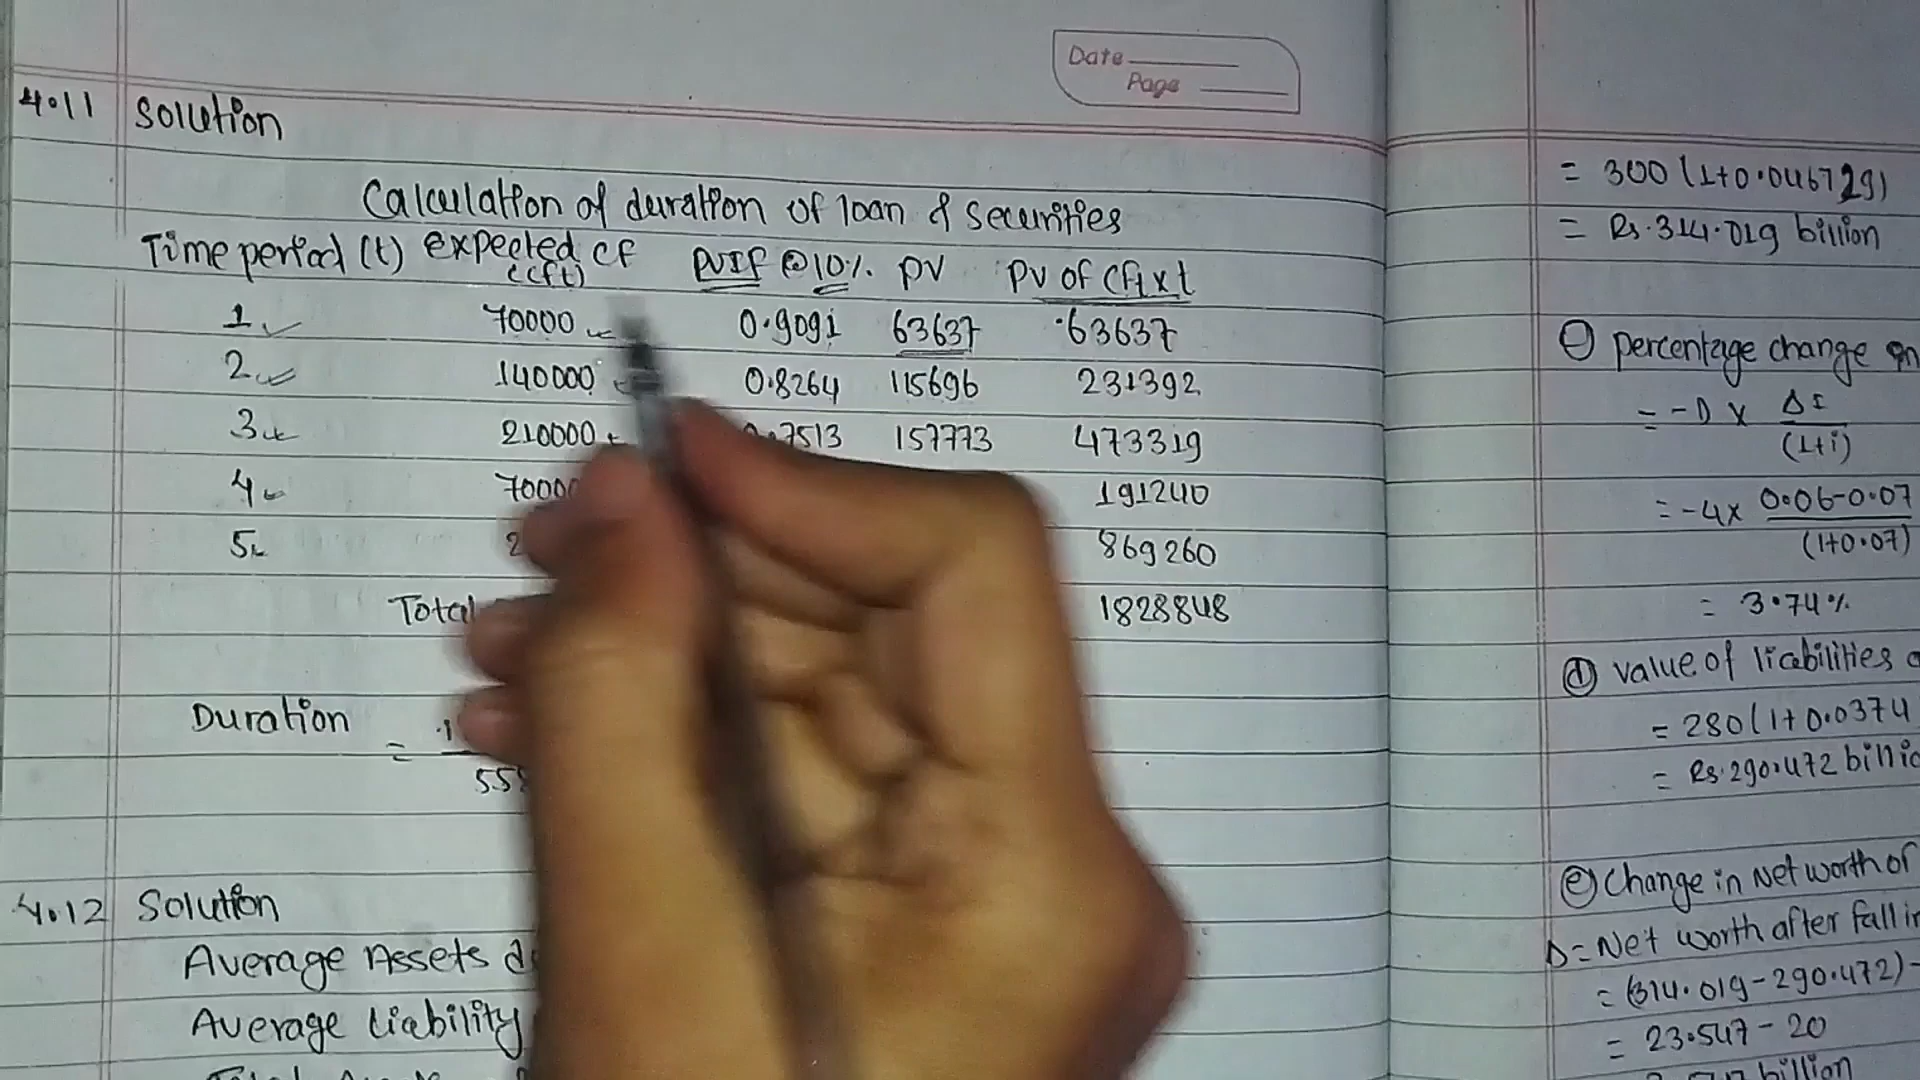 Date
Page
4.11 Solution
Calculation of duration of loan & Securities
Time period (t) expected CF PVIF @10% PV PV of Cft x t
(Cft)
1 70000 0.9091 63637 63637
2 140000 0.8264 115696 231392
3 210000 0.7513 157773 473319
4 7000 191240
5 2 869260
Total 1828848
Duration
=
4.12 Solution
Average Assets
Average Liability
= 300 (1+0.046729)
= Rs.314.019 billion
percentage change
= -D x ΔI
(1+i)
= -4x 0.06-0.07
(1+0.07)
= 3.74%
d value of liabilities
= 280(1+0.0374
= Rs.290.472
e Change in Net worth of
Δ= Net worth after fall
= (314.019-290.472)-
= 23.547-20
billion